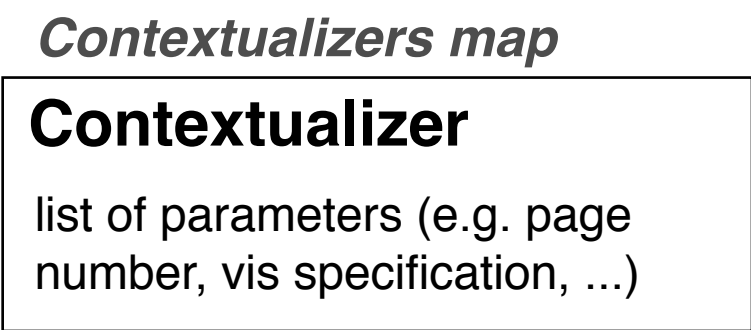 Contextualizers map
Contextualizer
list of parameters (e.g. page
number, vis specification, ...)